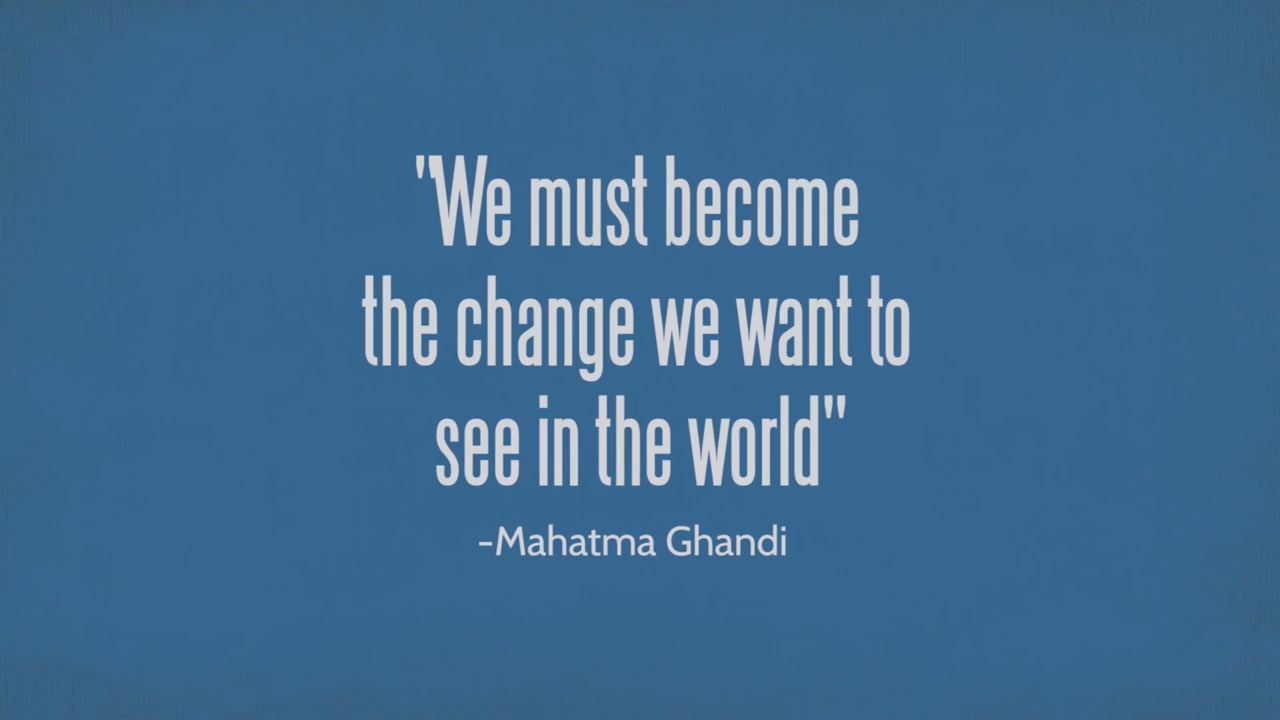 "We must become
the change we want to
see in the world"
-Mahatma Ghandi